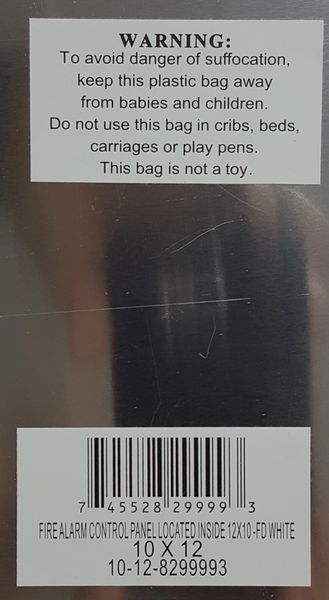 WARNING:
To avoid danger of suffocation,
keep this plastic bag away
from babies and children.
Do not use this bag in cribs, beds,
carriages or play pens.
This bag is not a toy.
7 45528 29999 3
FIRE ALARM CONTROL PANEL LOCATED INSIDE 12X10 -FD WHITE
10 X 12
10-12-8299993